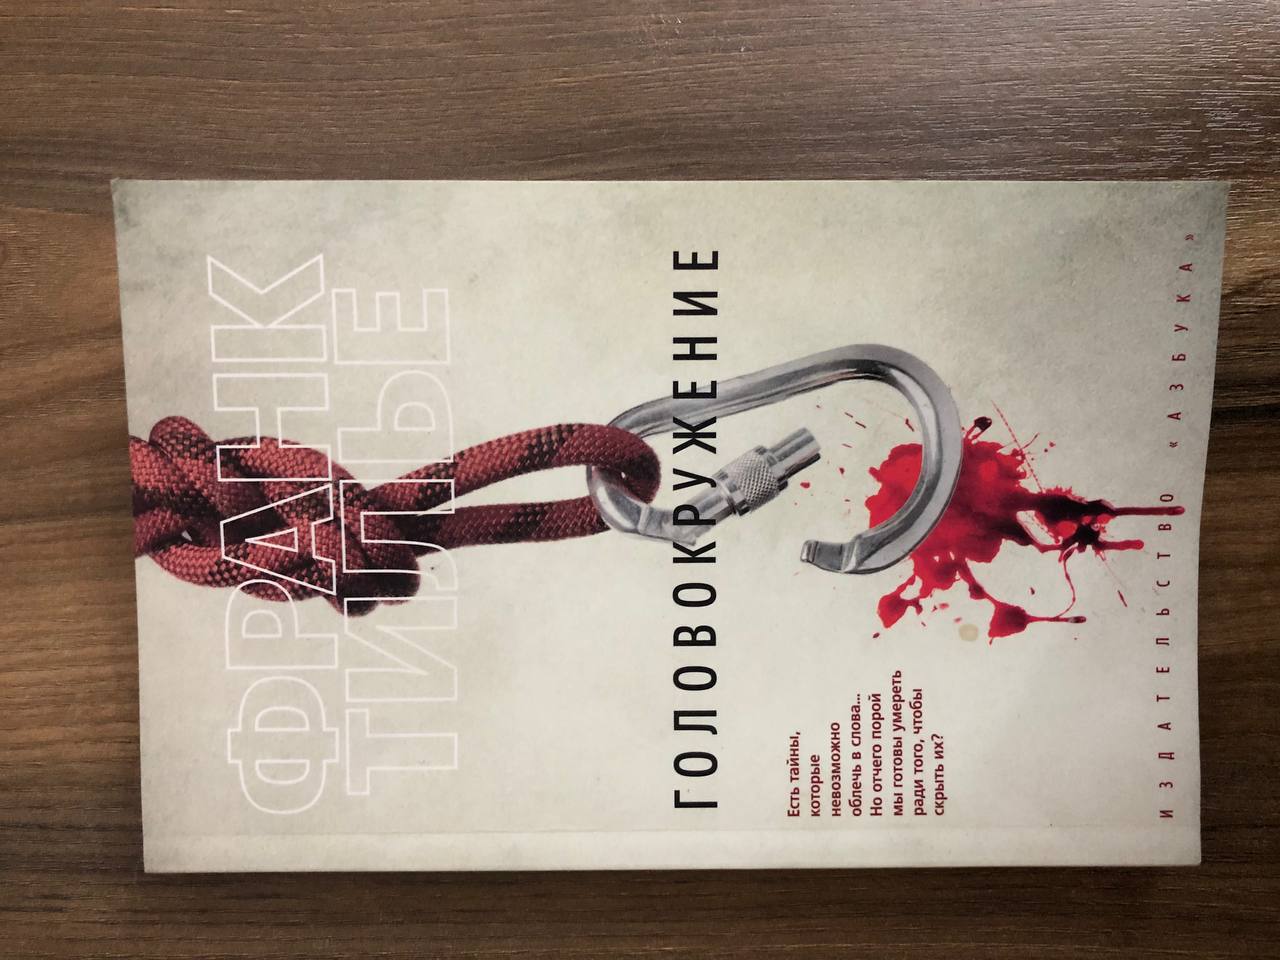 ФРАНК
ТИЛЬЕ
ГОЛОВОКРУЖЕНИЕ
Есть тайны,
которые
невозможно
облечь в слова...
Но отчего порой
мы готовы умереть
ради того, чтобы
скрыть их?
ИЗДАТЕЛЬСТВО «АЗБУКА»